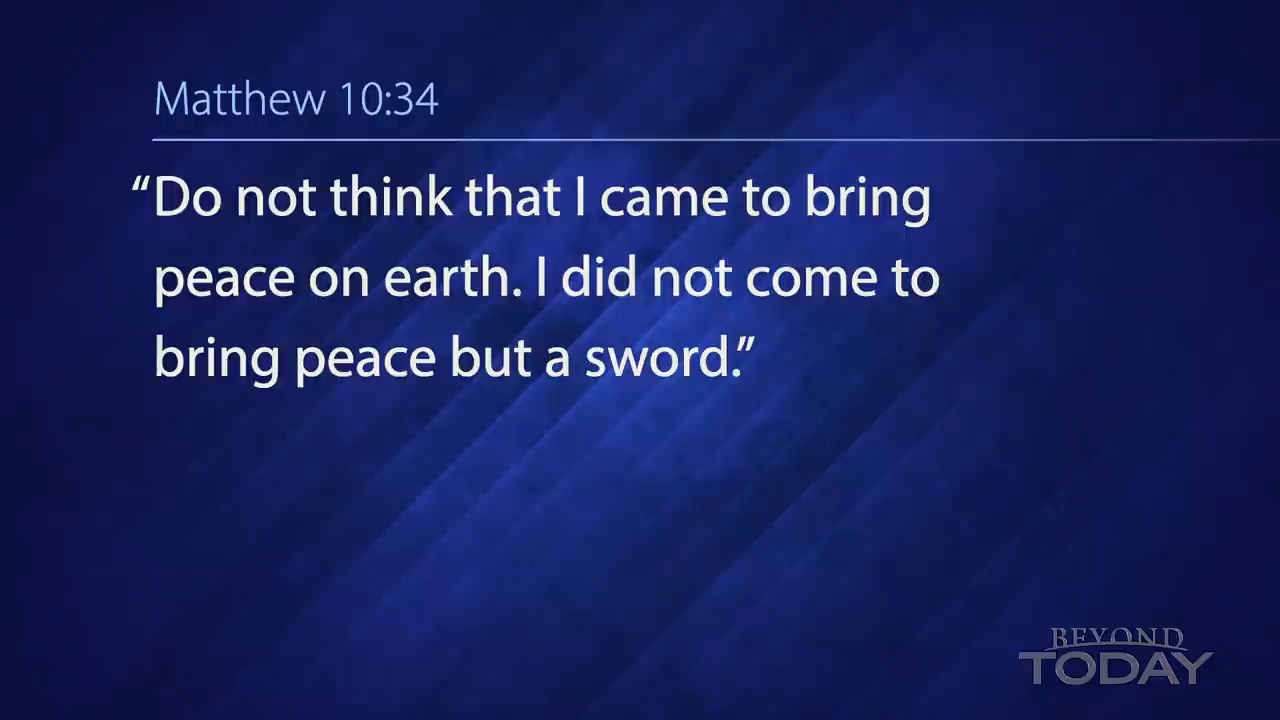 Matthew 10:34
“Do not think that I came to bring
peace on earth. I did not come to
bring peace but a sword.”
BEYOND
TODAY